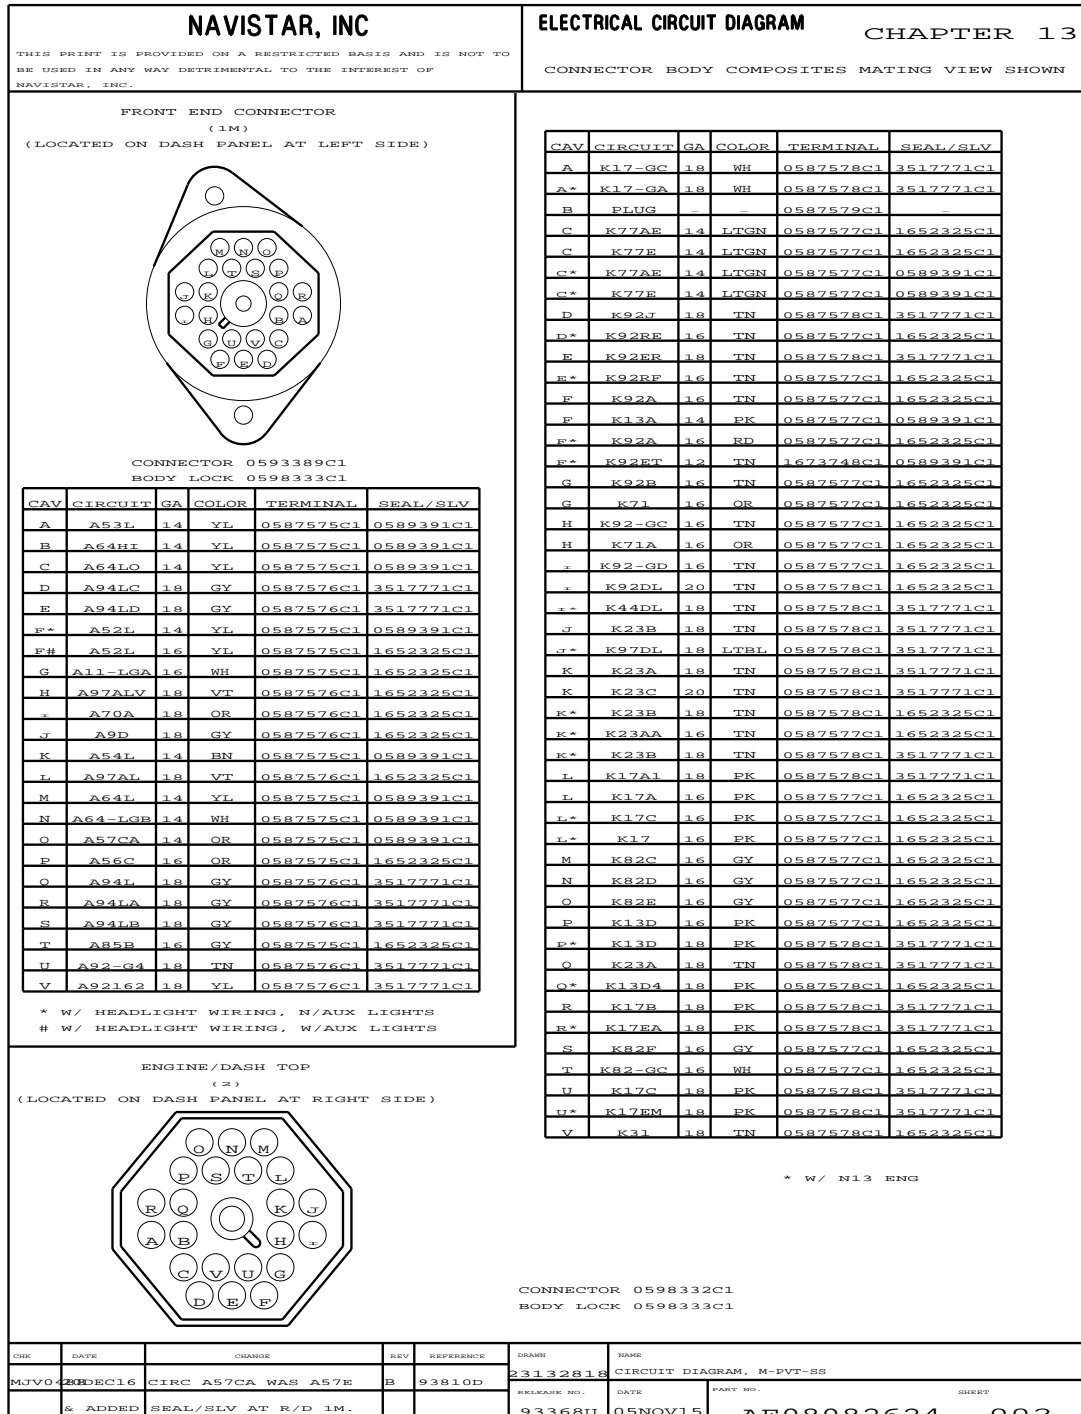 NAVISTAR, INC
THIS PRINT IS PROVIDED ON A RESTRICTED BASIS AND IS NOT TO
BE USED IN ANY WAY DETRIMENTAL TO THE INTEREST OF
NAVISTAR, INC.
ELECTRICAL CIRCUIT DIAGRAM CHAPTER 13
CONNECTOR BODY COMPOSITES MATING VIEW SHOWN
FRONT END CONNECTOR
(1M)
(LOCATED ON DASH PANEL AT LEFT SIDE)
M N O
L T S P
J K Q R
I H B A
G U V C
F E D
CONNECTOR 0593389C1
BODY LOCK 0598333C1
CAV CIRCUIT GA COLOR TERMINAL SEAL/SLV
A A53L 14 YL 0587575C1 0589391C1
B A64HI 14 YL 0587575C1 0589391C1
C A64LO 14 YL 0587575C1 0589391C1
D A94LC 18 GY 0587576C1 3517771C1
E A94LD 18 GY 0587576C1 3517771C1
F* A52L 14 YL 0587575C1 0589391C1
F# A52L 16 YL 0587575C1 1652325C1
G A11-LGA 16 WH 0587575C1 1652325C1
H A97ALV 18 VT 0587576C1 1652325C1
I A70A 18 OR 0587576C1 1652325C1
J A9D 18 GY 0587576C1 1652325C1
K A54L 14 BN 0587575C1 0589391C1
L A97AL 18 VT 0587576C1 1652325C1
M A64L 14 YL 0587575C1 0589391C1
N A64-LGB 14 WH 0587575C1 0589391C1
O A57CA 14 OR 0587575C1 0589391C1
P A56C 16 OR 0587575C1 1652325C1
Q A94L 18 GY 0587576C1 3517771C1
R A94LA 18 GY 0587576C1 3517771C1
S A94LB 18 GY 0587576C1 3517771C1
T A85B 16 GY 0587575C1 1652325C1
U A92-G4 18 TN 0587576C1 3517771C1
V A92162 18 YL 0587576C1 3517771C1
* W/ HEADLIGHT WIRING, N/AUX LIGHTS
# W/ HEADLIGHT WIRING, W/AUX LIGHTS
ENGINE/DASH TOP
(2)
(LOCATED ON DASH PANEL AT RIGHT SIDE)
O N M
P S T L
R Q K J
A B H I
C V U G
D E F
CAV CIRCUIT GA COLOR TERMINAL SEAL/SLV
A K17-GC 18 WH 0587578C1 3517771C1
A* K17-GA 18 WH 0587578C1 3517771C1
B PLUG - - 0587579C1 -
C K77AE 14 LTGN 0587577C1 1652325C1
C K77E 14 LTGN 0587577C1 1652325C1
C* K77AE 14 LTGN 0587577C1 0589391C1
C* K77E 14 LTGN 0587577C1 0589391C1
D K92J 18 TN 0587578C1 3517771C1
D* K92RE 16 TN 0587577C1 1652325C1
E K92ER 18 TN 0587578C1 3517771C1
E* K92RF 16 TN 0587577C1 1652325C1
F K92A 16 TN 0587577C1 1652325C1
F K13A 14 PK 0587577C1 0589391C1
F* K92A 16 RD 0587577C1 1652325C1
F* K92ET 12 TN 1673748C1 0589391C1
G K92B 16 TN 0587577C1 1652325C1
G K71 16 OR 0587577C1 1652325C1
H K92-GC 16 TN 0587577C1 1652325C1
H K71A 16 OR 0587577C1 1652325C1
I K92-GD 16 TN 0587577C1 1652325C1
I K92DL 20 TN 0587578C1 1652325C1
I* K44DL 18 TN 0587578C1 3517771C1
J K23B 18 TN 0587578C1 3517771C1
J* K97DL 18 LTBL 0587578C1 3517771C1
K K23A 18 TN 0587578C1 3517771C1
K K23C 20 TN 0587578C1 3517771C1
K* K23B 18 TN 0587578C1 1652325C1
K* K23AA 16 TN 0587577C1 1652325C1
K* K23B 18 TN 0587578C1 3517771C1
L K17A1 18 PK 0587578C1 3517771C1
L K17A 16 PK 0587577C1 1652325C1
L* K17C 16 PK 0587577C1 1652325C1
L* K17 16 PK 0587577C1 1652325C1
M K82C 16 GY 0587577C1 1652325C1
N K82D 16 GY 0587577C1 1652325C1
O K82E 16 GY 0587577C1 1652325C1
P K13D 16 PK 0587577C1 1652325C1
P* K13D 18 PK 0587578C1 3517771C1
Q K23A 18 TN 0587578C1 1652325C1
Q* K13D4 18 PK 0587578C1 1652325C1
R K17B 18 PK 0587578C1 3517771C1
R* K17EA 18 PK 0587578C1 3517771C1
S K82F 16 GY 0587577C1 1652325C1
T K82-GC 16 WH 0587577C1 1652325C1
U K17C 18 PK 0587578C1 3517771C1
U* K17EM 18 PK 0587578C1 3517771C1
V K31 18 TN 0587578C1 1652325C1
* W/ N13 ENG
CONNECTOR 0598332C1
BODY LOCK 0598333C1
CHK DATE CHANGE REV REFERENCE DRAWN NAME
CIRC A57CA WAS A57E B 93810D 23132818 CIRCUIT DIAGRAM, M-PVT-SS
RELEASE NO. DATE PART NO. SHEET
& ADDED SEAL/SLV AT R/D 1M. 93368U 05NOV15